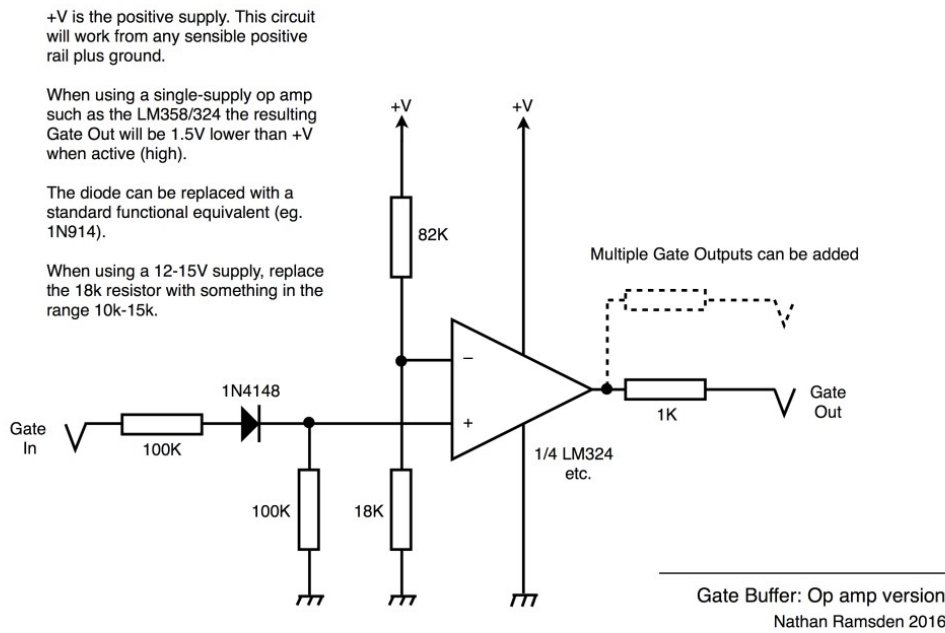 +V is the positive supply. This circuit
will work from any sensible positive
rail plus ground.
When using a single-supply op amp
such as the LM358/324 the resulting
Gate Out will be 1.5V lower than +V
when active (high).
The diode can be replaced with a
standard functional equivalent (eg.
1N914).
When using a 12-15V supply, replace
the 18k resistor with something in the
range 10k-15k.
+V
+V
82K
Multiple Gate Outputs can be added
1N4148
–
+
Gate
In
100K
1K
Gate
Out
1/4 LM324
etc.
100K
18K
Gate Buffer: Op amp version
Nathan Ramsden 2016